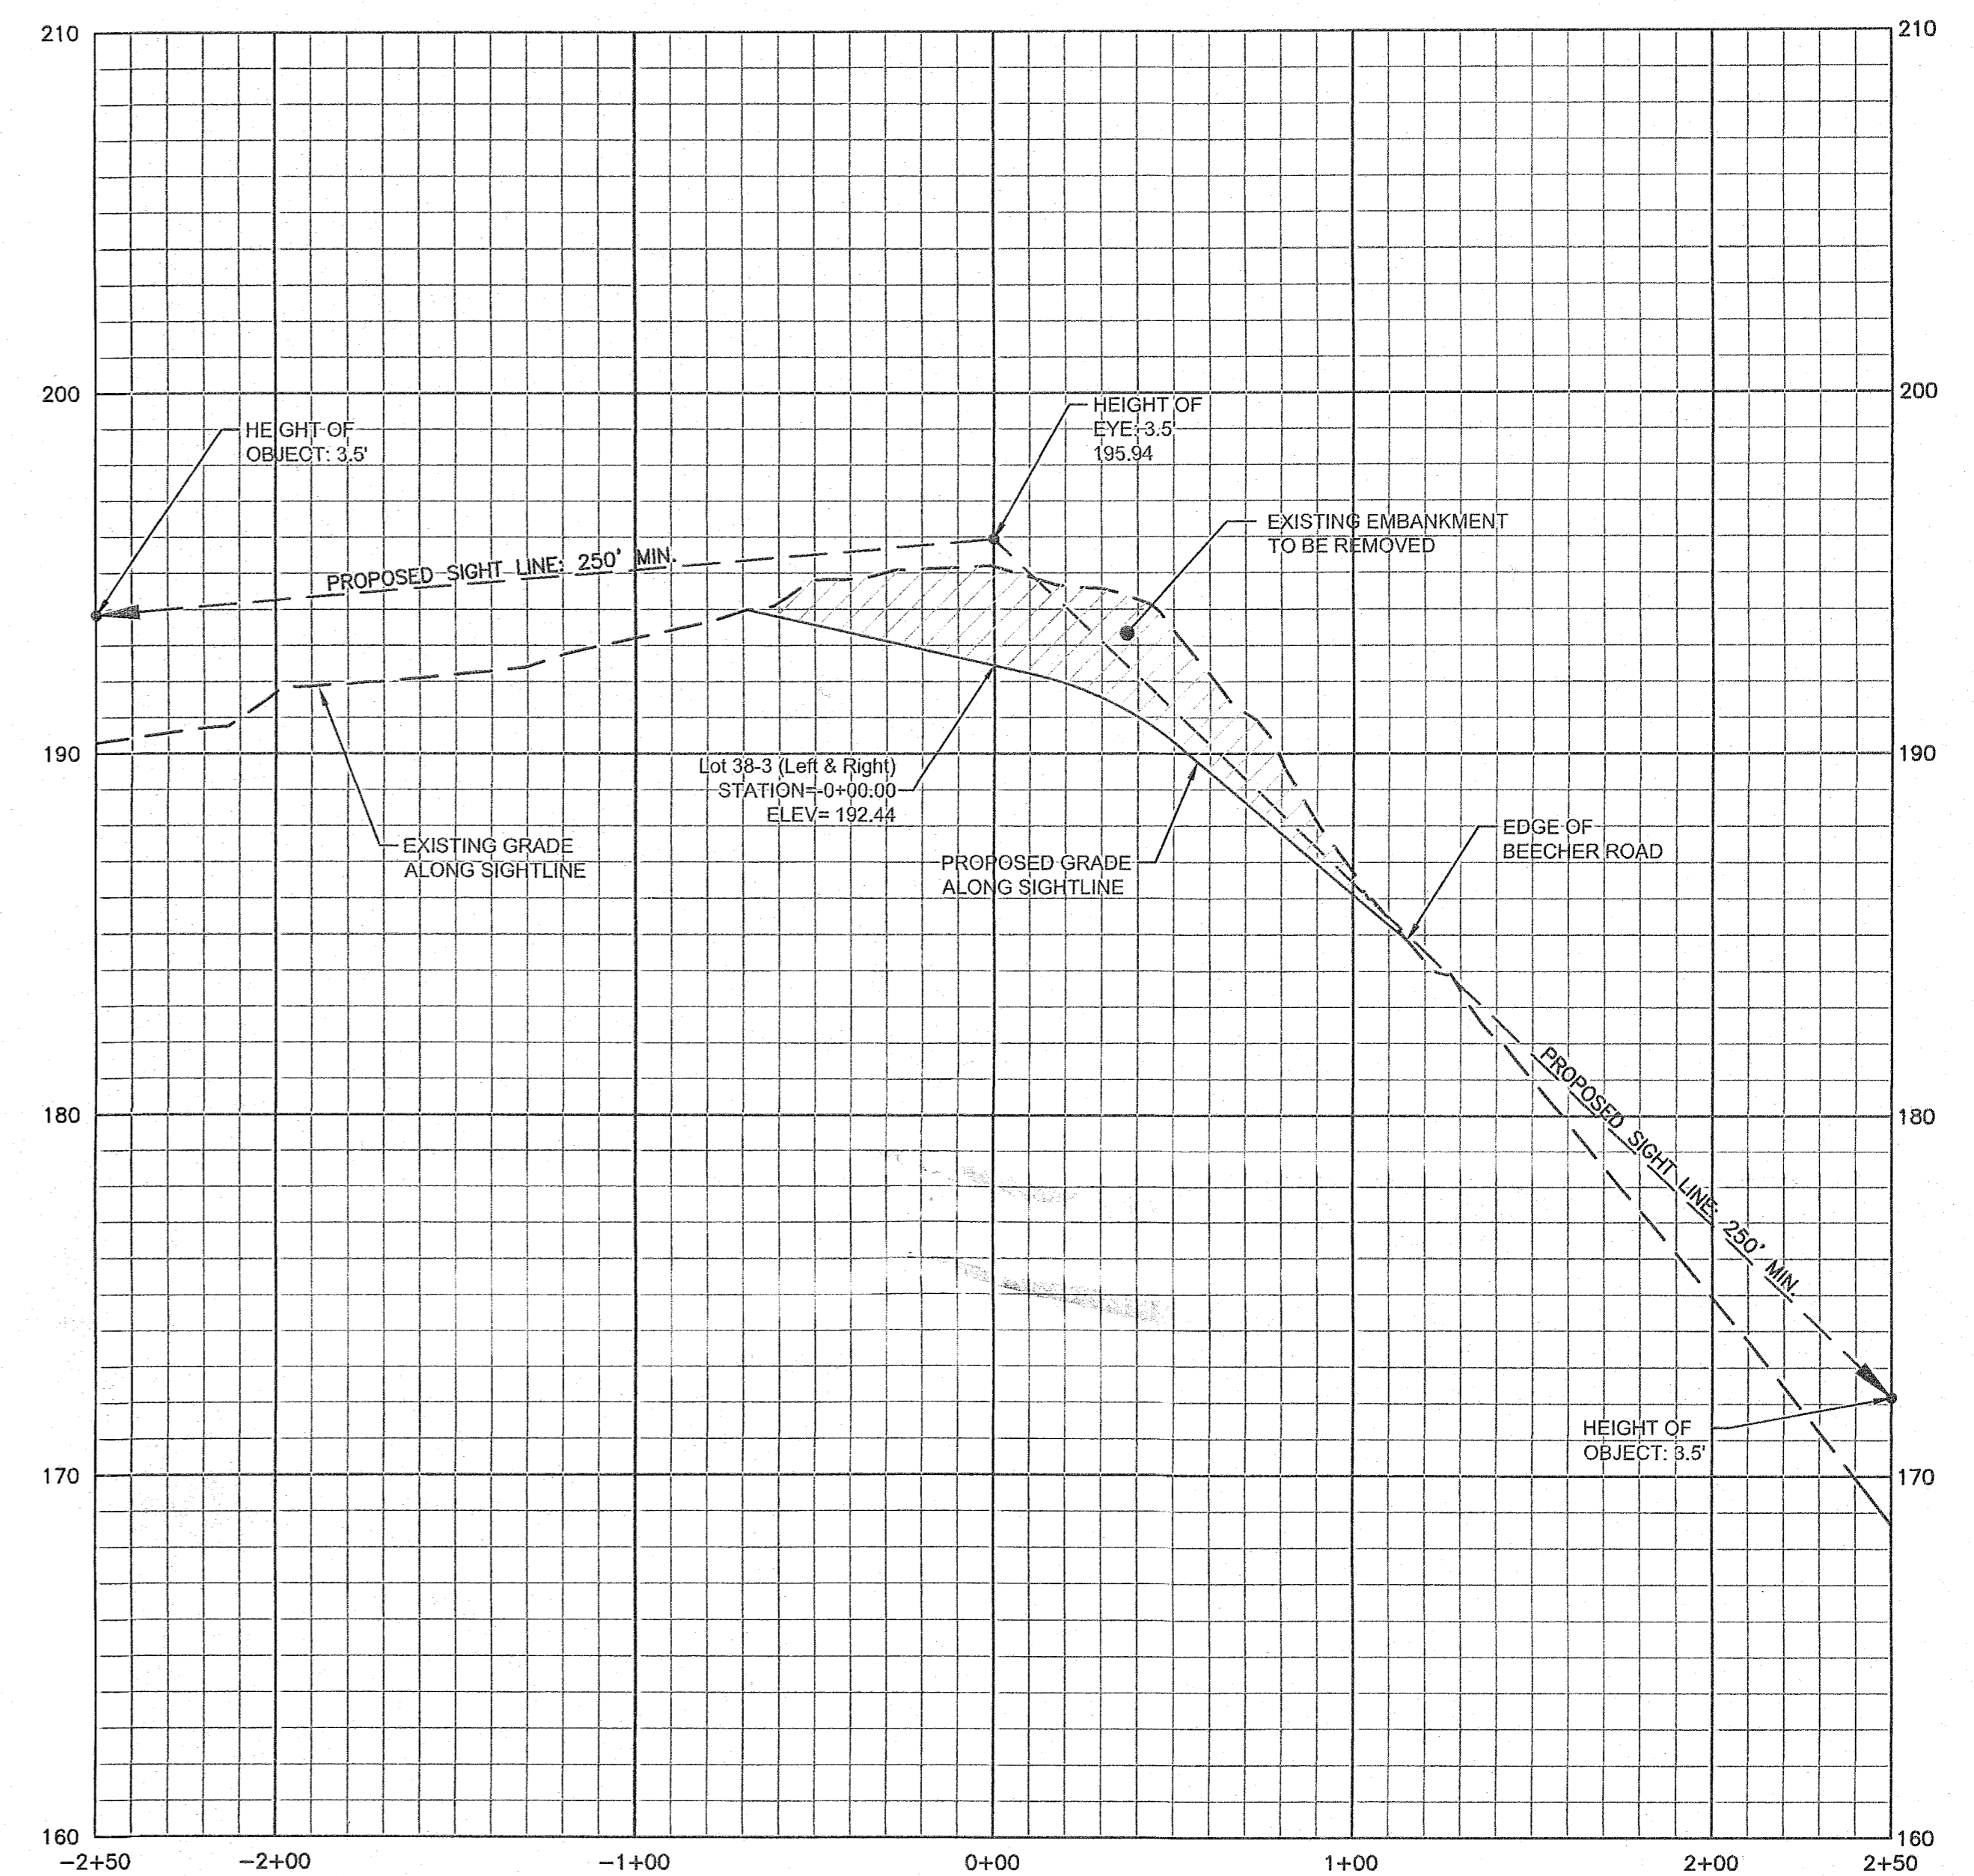 210
210
200
200
HEIGHT OF
OBJECT: 3.5'
HEIGHT OF
EYE: 3.5'
195.94
EXISTING EMBANKMENT
TO BE REMOVED
PROPOSED SIGHT LINE: 250' MIN.
190
190
Lot 38-3 (Left & Right)
STATION=-0+00.00
ELEV= 192.44
EXISTING GRADE
ALONG SIGHTLINE
PROPOSED GRADE
ALONG SIGHTLINE
EDGE OF
BEECHER ROAD
PROPOSED SIGHT LINE: 250' MIN.
180
180
HEIGHT OF
OBJECT: 3.5'
170
170
160
160
-2+50
-2+00
-1+00
0+00
1+00
2+00
2+50